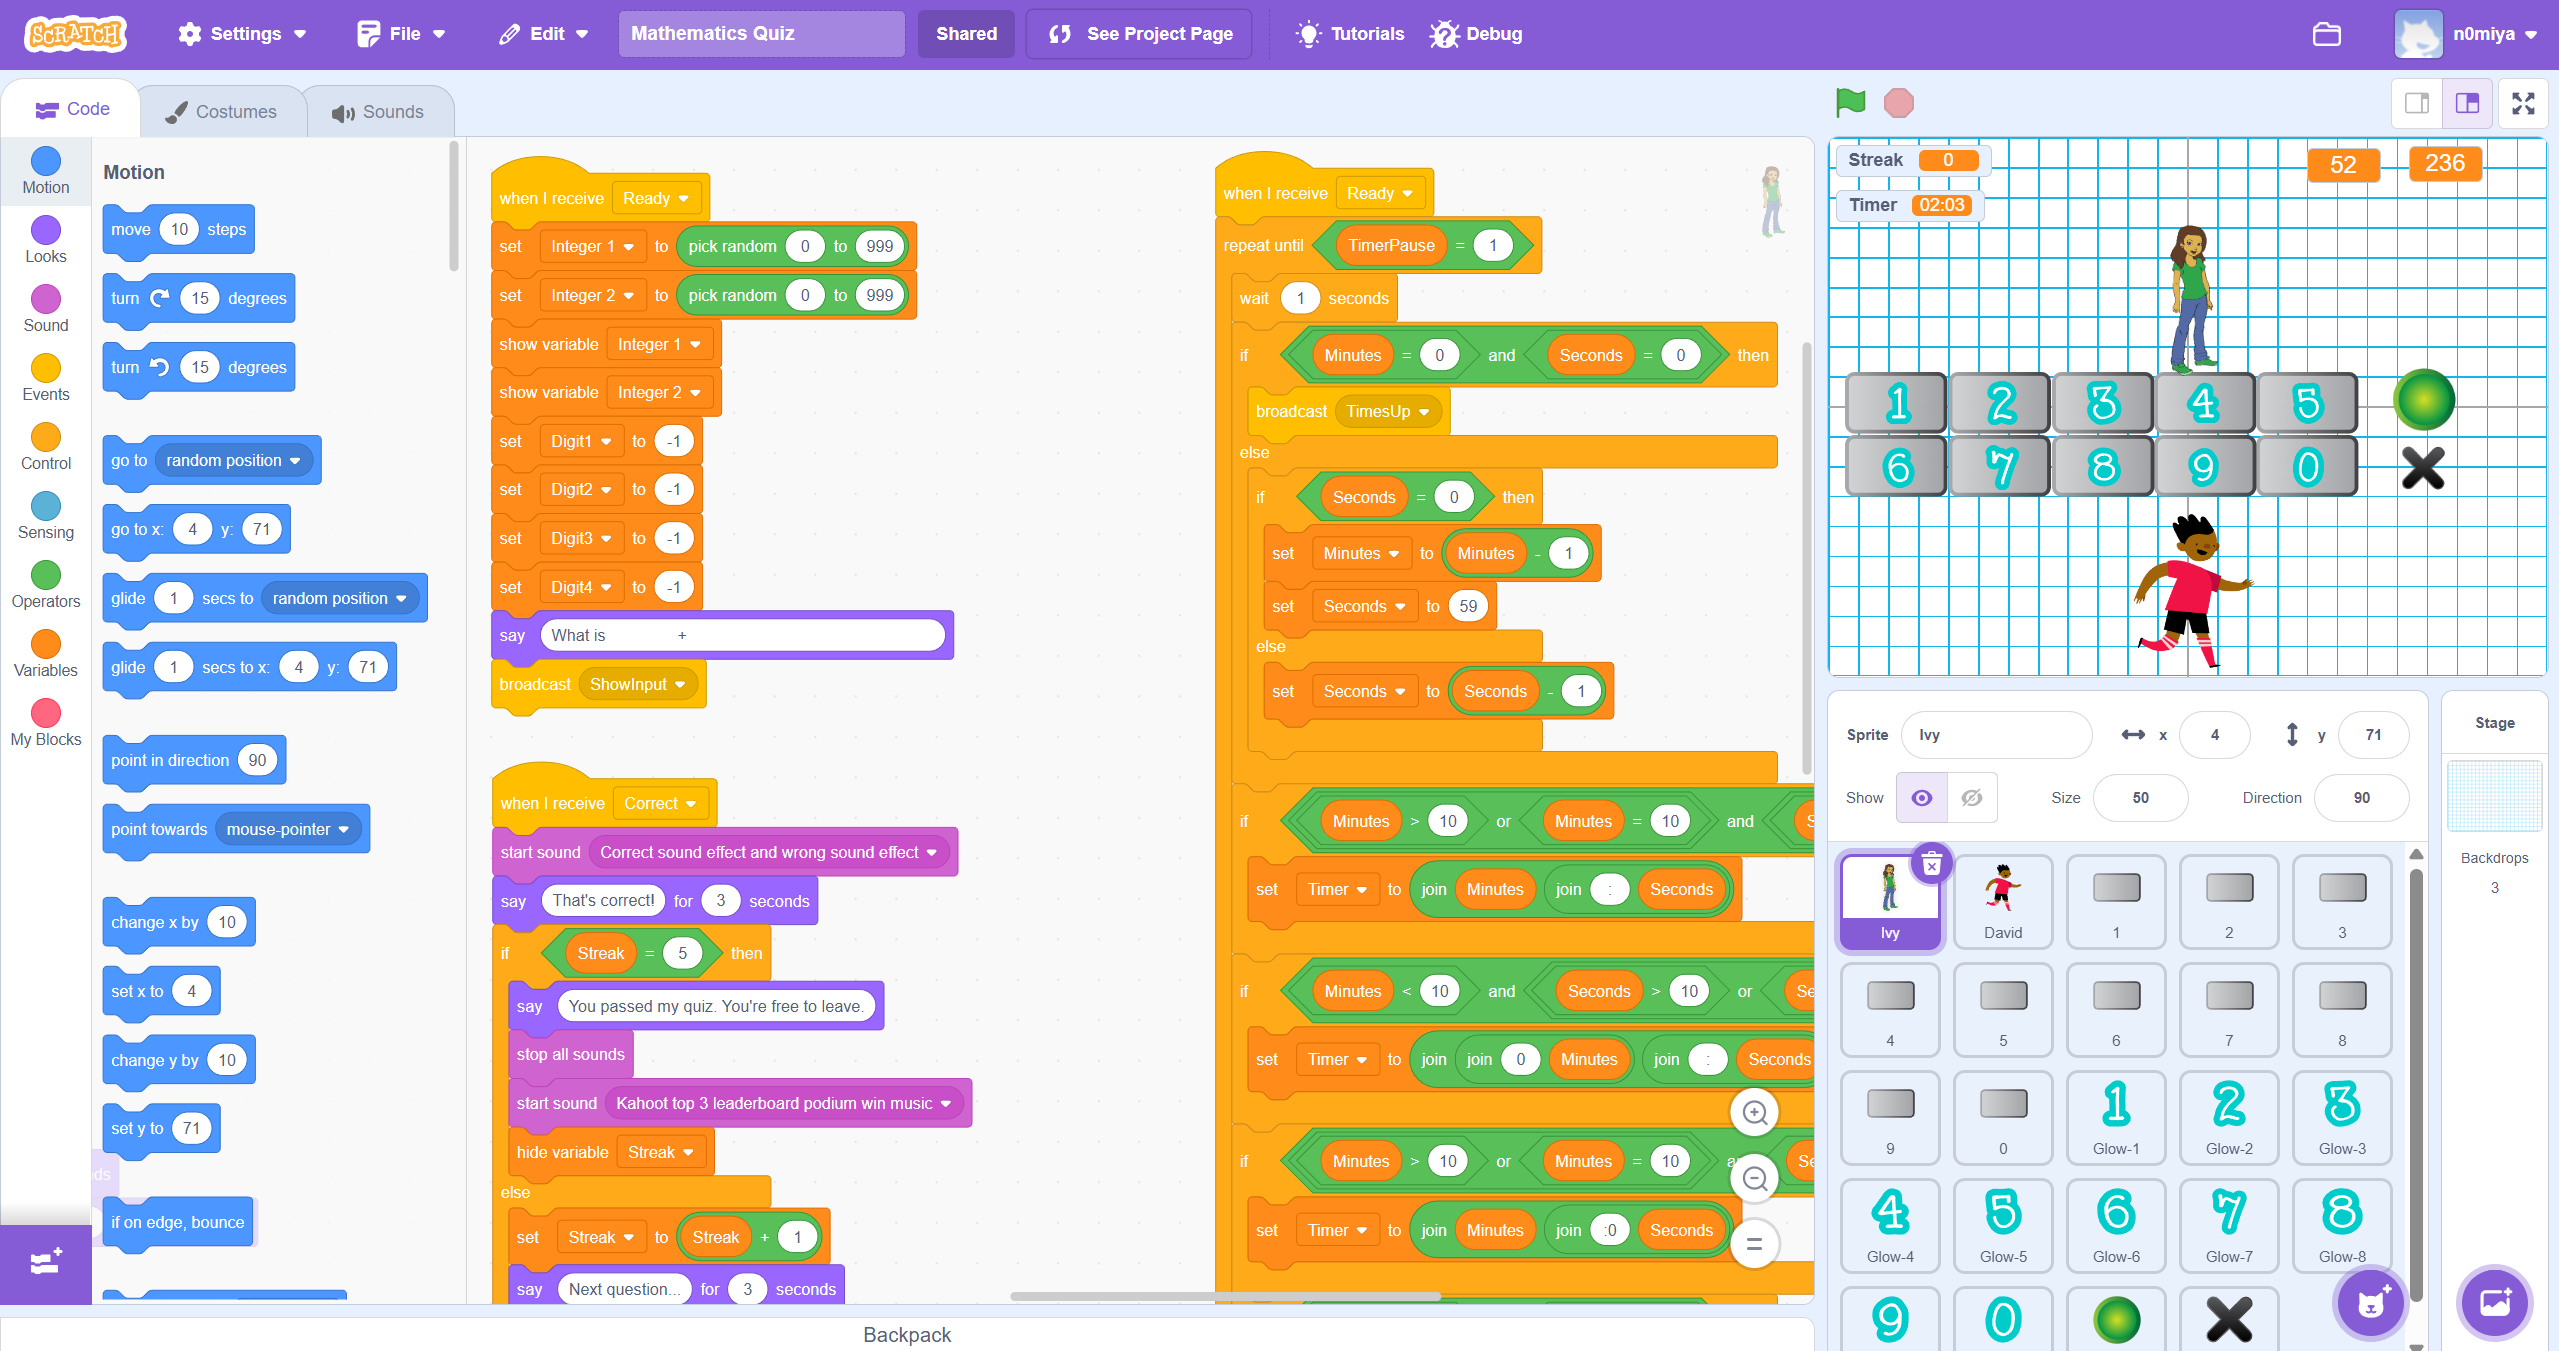 SCRATCH Settings File Edit Mathematics Quiz Shared See Project Page Tutorials Debug n0miya
Code Costumes Sounds
Motion
Looks
Sound
Events
Control
Sensing
Operators
Variables
My Blocks
Motion
move 10 steps
turn 15 degrees
turn 15 degrees
go to random position
go to x: 4 y: 71
glide 1 secs to random position
glide 1 secs to x: 4 y: 71
point in direction 90
point towards mouse-pointer
change x by 10
set x to 4
change y by 10
set y to 71
if on edge, bounce
when I receive Ready
set Integer 1 to pick random 0 to 999
set Integer 2 to pick random 0 to 999
show variable Integer 1
show variable Integer 2
set Digit1 to -1
set Digit2 to -1
set Digit3 to -1
set Digit4 to -1
say What is +
broadcast ShowInput
when I receive Correct
start sound Correct sound effect and wrong sound effect
say That's correct! for 3 seconds
if Streak = 5 then
say You passed my quiz. You're free to leave.
stop all sounds
start sound Kahoot top 3 leaderboard podium win music
hide variable Streak
else
set Streak to Streak + 1
say Next question... for 3 seconds
when I receive Ready
repeat until TimerPause = 1
wait 1 seconds
if Minutes = 0 and Seconds = 0 then
broadcast TimesUp
else
if Seconds = 0 then
set Minutes to Minutes - 1
set Seconds to 59
else
set Seconds to Seconds - 1
if Minutes > 10 or Minutes = 10 and
set Timer to join Minutes join : Seconds
if Minutes < 10 and Seconds > 10 or
set Timer to join join 0 Minutes join : Seconds
if Minutes > 10 or Minutes = 10
set Timer to join Minutes join :0 Seconds
Backpack
Streak 0 52 236
Timer 02:03
1 2 3 4 5
6 7 8 9 0
Sprite Ivy x 4 y 71
Show Size 50 Direction 90
Ivy David 1 2 3
4 5 6 7 8
9 0 1 2 3
Glow-1 Glow-2 Glow-3
4 5 6 7 8
Glow-4 Glow-5 Glow-6 Glow-7 Glow-8
9 0
Stage
Backdrops
3